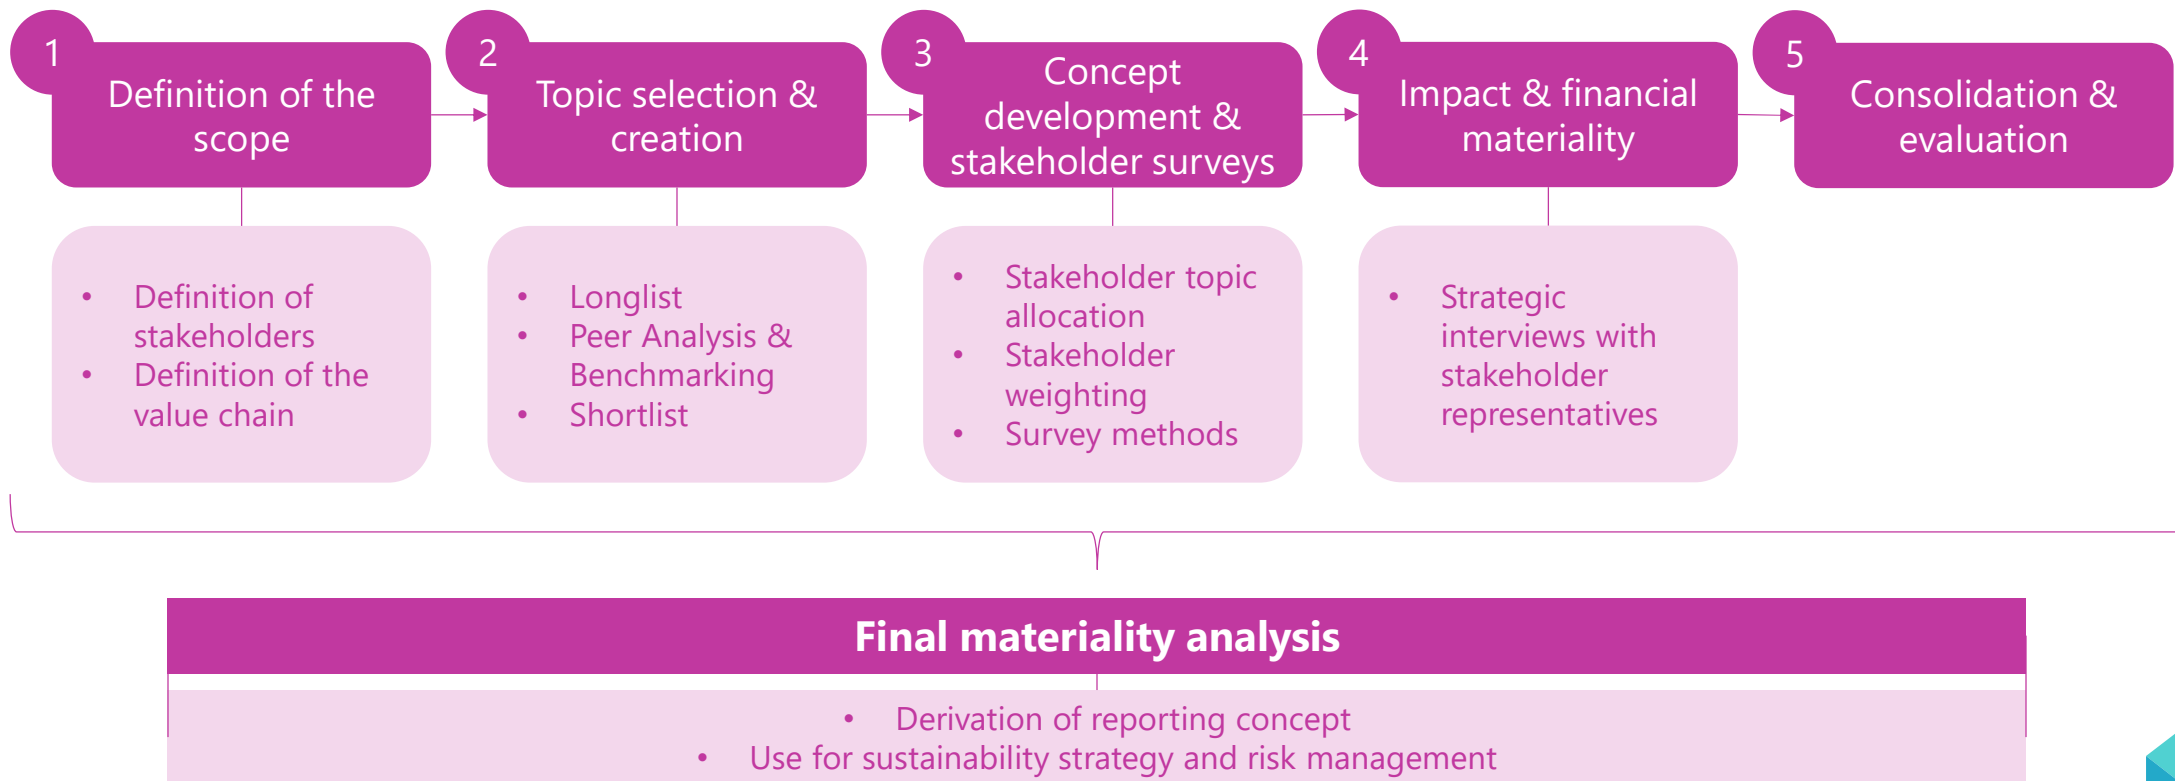 1
Definition of the
scope
2
Topic selection &
creation
3
Concept
development &
stakeholder surveys
4
Impact & financial
materiality
5
Consolidation &
evaluation
• Definition of
stakeholders
• Definition of the
value chain
• Longlist
• Peer Analysis &
Benchmarking
• Shortlist
• Stakeholder topic
allocation
• Stakeholder
weighting
• Survey methods
• Strategic
interviews with
stakeholder
representatives
Final materiality analysis
• Derivation of reporting concept
• Use for sustainability strategy and risk management